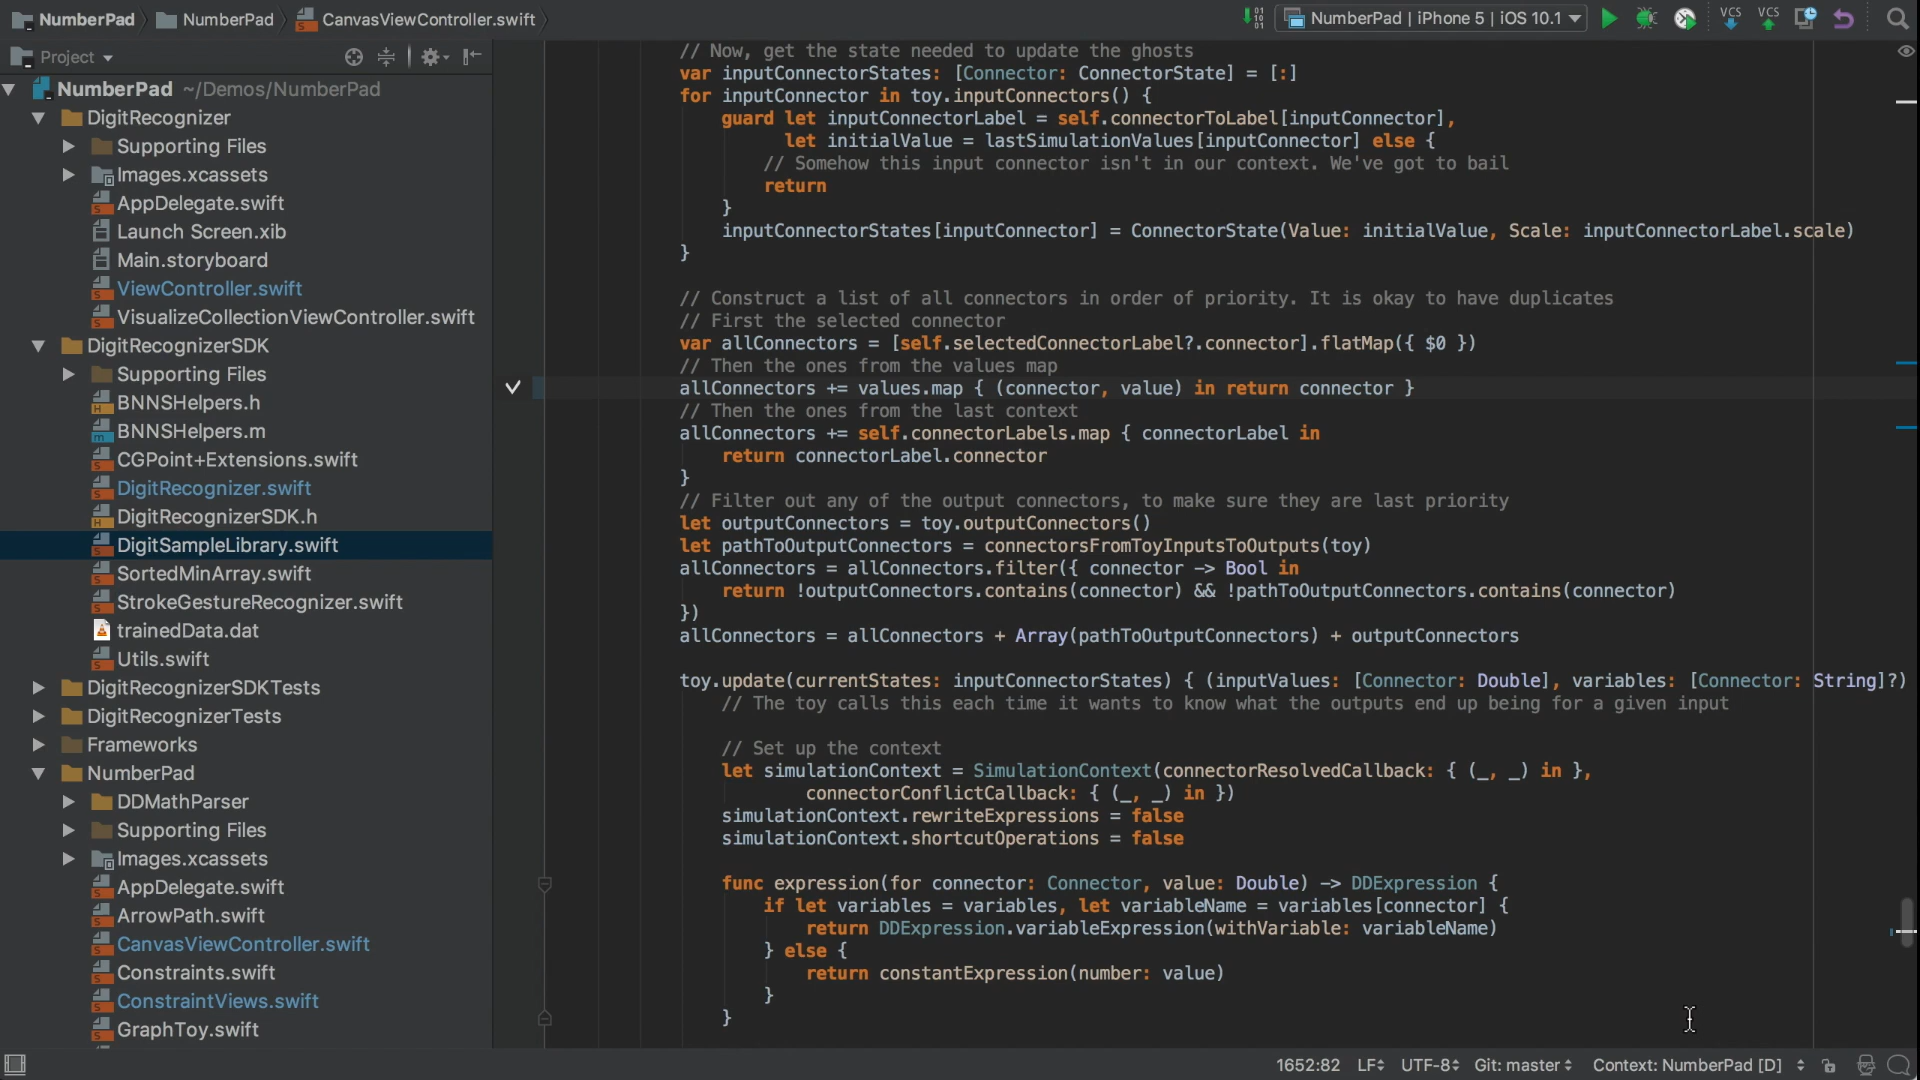 NumberPad NumberPad CanvasViewController.swift NumberPad | iPhone 5 | iOS 10.1 VCS VCS
Project
NumberPad ~/Demos/NumberPad
DigitRecognizer
Supporting Files
Images.xcassets
AppDelegate.swift
Launch Screen.xib
Main.storyboard
ViewController.swift
VisualizeCollectionViewController.swift
DigitRecognizerSDK
Supporting Files
BNNSHelpers.h
BNNSHelpers.m
CGPoint+Extensions.swift
DigitRecognizer.swift
DigitRecognizerSDK.h
DigitSampleLibrary.swift
SortedMinArray.swift
StrokeGestureRecognizer.swift
trainedData.dat
Utils.swift
DigitRecognizerSDKTests
DigitRecognizerTests
Frameworks
NumberPad
DDMathParser
Supporting Files
Images.xcassets
AppDelegate.swift
ArrowPath.swift
CanvasViewController.swift
Constraints.swift
ConstraintViews.swift
GraphToy.swift
// Now, get the state needed to update the ghosts
var inputConnectorStates: [Connector: ConnectorState] = [:]
for inputConnector in toy.inputConnectors() {
guard let inputConnectorLabel = self.connectorToLabel[inputConnector],
let initialValue = lastSimulationValues[inputConnector] else {
// Somehow this input connector isn't in our context. We've got to bail
return
}
inputConnectorStates[inputConnector] = ConnectorState(Value: initialValue, Scale: inputConnectorLabel.scale)
}
// Construct a list of all connectors in order of priority. It is okay to have duplicates
// First the selected connector
var allConnectors = [self.selectedConnectorLabel?.connector].flatMap({ $0 })
// Then the ones from the values map
allConnectors += values.map { (connector, value) in return connector }
// Then the ones from the last context
allConnectors += self.connectorLabels.map { connectorLabel in
return connectorLabel.connector
}
// Filter out any of the output connectors, to make sure they are last priority
let outputConnectors = toy.outputConnectors()
let pathToOutputConnectors = connectorsFromToyInputsToOutputs(toy)
allConnectors = allConnectors.filter({ connector -> Bool in
return !outputConnectors.contains(connector) && !pathToOutputConnectors.contains(connector)
})
allConnectors = allConnectors + Array(pathToOutputConnectors) + outputConnectors
toy.update(currentStates: inputConnectorStates) { (inputValues: [Connector: Double], variables: [Connector: String]?)
// The toy calls this each time it wants to know what the outputs end up being for a given input
// Set up the context
let simulationContext = SimulationContext(connectorResolvedCallback: { (_, _) in },
connectorConflictCallback: { (_, _) in })
simulationContext.rewriteExpressions = false
simulationContext.shortcutOperations = false
func expression(for connector: Connector, value: Double) -> DDExpression {
if let variables = variables, let variableName = variables[connector] {
return DDExpression.variableExpression(withVariable: variableName)
} else {
return constantExpression(number: value)
}
}
1652:82 LF UTF-8 Git: master Context: NumberPad [D]